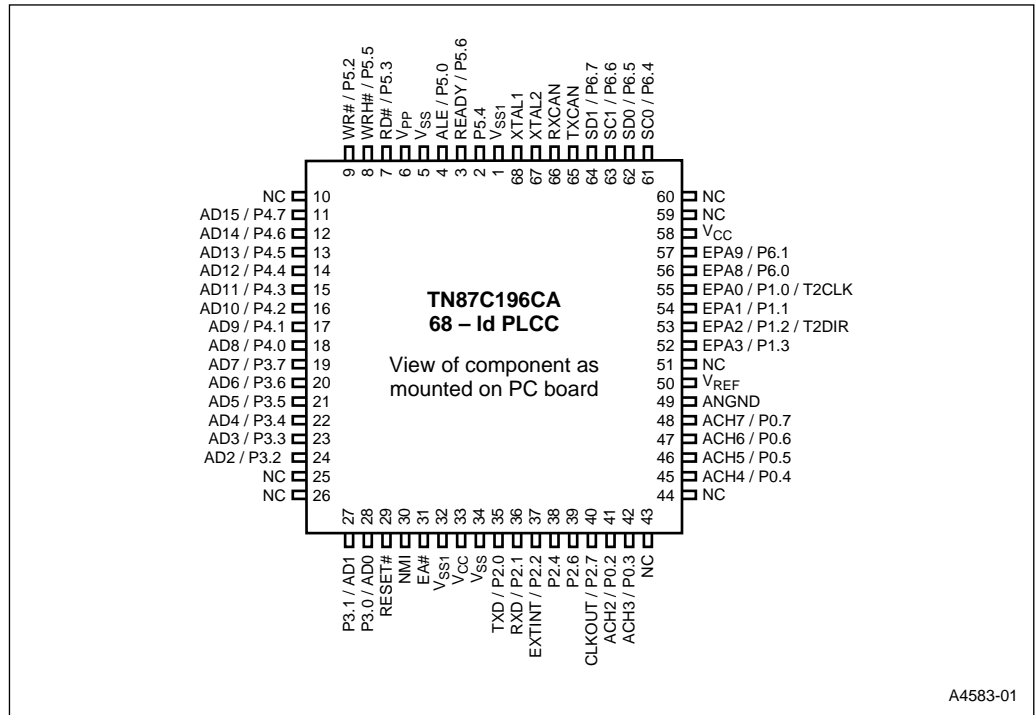 WR# / P5.2
WRH# / P5.5
RD# / P5.3
VPP
VSS
ALE / P5.0
READY / P5.6
P5.4
VSS1
XTAL1
XTAL2
RXCAN
TXCAN
SD1 / P6.7
SC1 / P6.6
SD0 / P6.5
SC0 / P6.4
9
8
7
6
5
4
3
2
1
68
67
66
65
64
63
62
61
NC 10
AD15 / P4.7 11
AD14 / P4.6 12
AD13 / P4.5 13
AD12 / P4.4 14
AD11 / P4.3 15
AD10 / P4.2 16
AD9 / P4.1 17
AD8 / P4.0 18
AD7 / P3.7 19
AD6 / P3.6 20
AD5 / P3.5 21
AD4 / P3.4 22
AD3 / P3.3 23
AD2 / P3.2 24
NC 25
NC 26
TN87C196CA
68 – ld PLCC
View of component as
mounted on PC board
60 NC
59 NC
58 VCC
57 EPA9 / P6.1
56 EPA8 / P6.0
55 EPA0 / P1.0 / T2CLK
54 EPA1 / P1.1
53 EPA2 / P1.2 / T2DIR
52 EPA3 / P1.3
51 NC
50 VREF
49 ANGND
48 ACH7 / P0.7
47 ACH6 / P0.6
46 ACH5 / P0.5
45 ACH4 / P0.4
44 NC
27
28
29
30
31
32
33
34
35
36
37
38
39
40
41
42
43
P3.1 / AD1
P3.0 / AD0
RESET#
NMI
EA#
VSS1
VCC
VSS
TXD / P2.0
RXD / P2.1
EXTINT / P2.2
P2.4
P2.6
CLKOUT / P2.7
ACH2 / P0.2
ACH3 / P0.3
NC
A4583-01